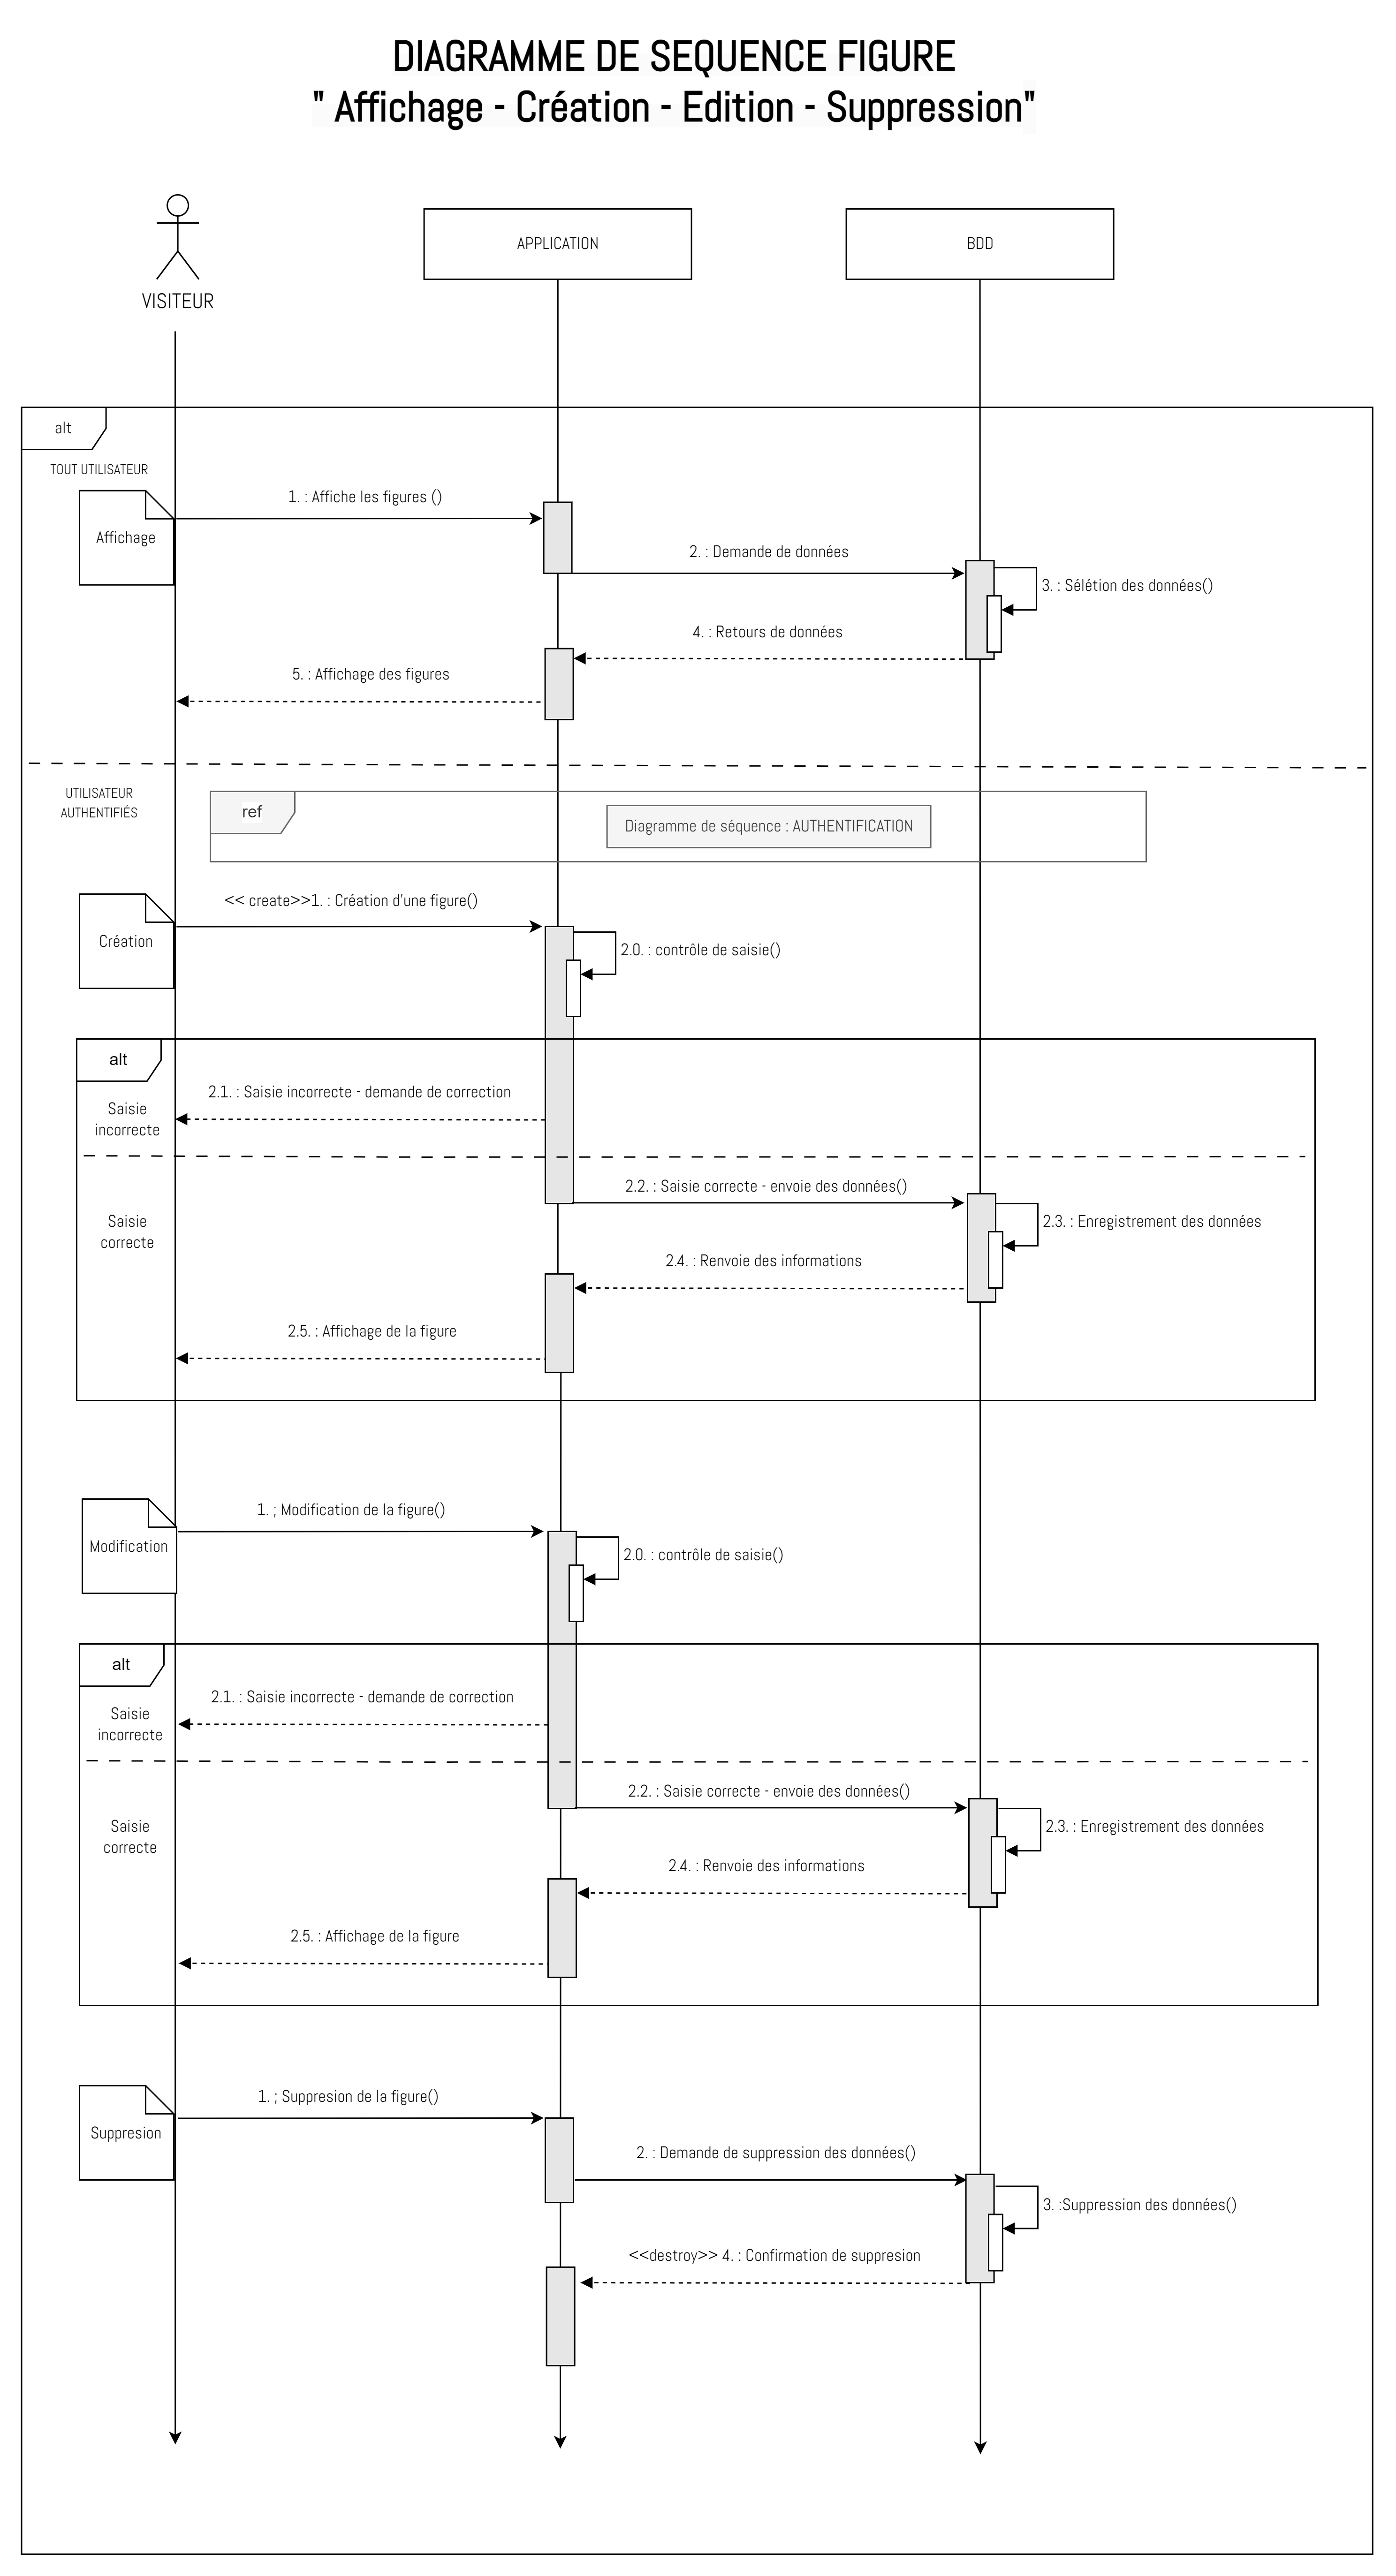 DIAGRAMME DE SEQUENCE FIGURE
" Affichage - Création - Edition - Suppression"
VISITEUR
APPLICATION
BDD
alt
TOUT UTILISATEUR
Affichage
1. : Affiche les figures ()
2. : Demande de données
3. : Sélétion des données()
4. : Retours de données
5. : Affichage des figures
UTILISATEUR
AUTHENTIFIÉS
ref
Diagramme de séquence : AUTHENTIFICATION
Création
<< create>>1. : Création d'une figure()
2.0. : contrôle de saisie()
alt
2.1. : Saisie incorrecte - demande de correction
Saisie
incorrecte
2.2. : Saisie correcte - envoie des données()
Saisie
correcte
2.3. : Enregistrement des données
2.4. : Renvoie des informations
2.5. : Affichage de la figure
Modification
1. ; Modification de la figure()
2.0. : contrôle de saisie()
alt
2.1. : Saisie incorrecte - demande de correction
Saisie
incorrecte
2.2. : Saisie correcte - envoie des données()
Saisie
correcte
2.3. : Enregistrement des données
2.4. : Renvoie des informations
2.5. : Affichage de la figure
Suppresion
1. ; Suppresion de la figure()
2. : Demande de suppression des données()
3. :Suppression des données()
<<destroy>> 4. : Confirmation de suppresion